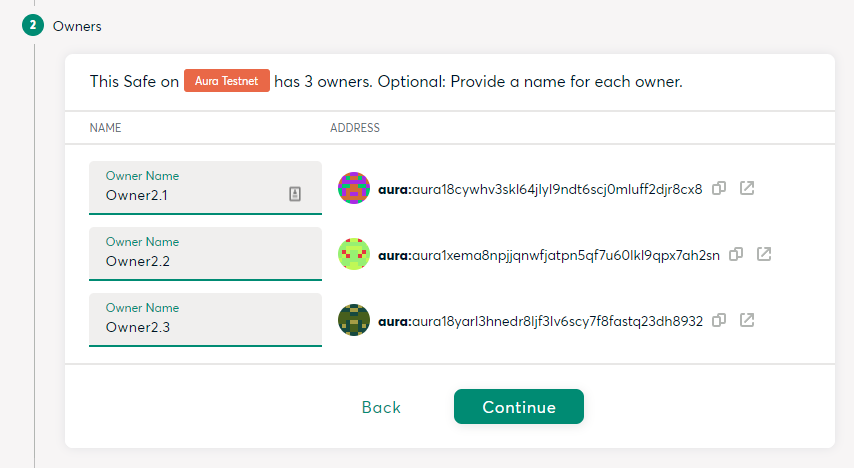 2 Owners
This Safe on Aura Testnet has 3 owners. Optional: Provide a name for each owner.
NAME ADDRESS
Owner Name
Owner2.1 aura:aura18cywhv3skl64jlyl9ndt6scj0mluff2djr8cx8
Owner Name
Owner2.2 aura:aura1xema8npjjqnwfjatpn5qf7u60lkl9qpx7ah2sn
Owner Name
Owner2.3 aura:aura18yarl3hnedr8ljf3lv6scy7f8fastq23dh8932
Back Continue